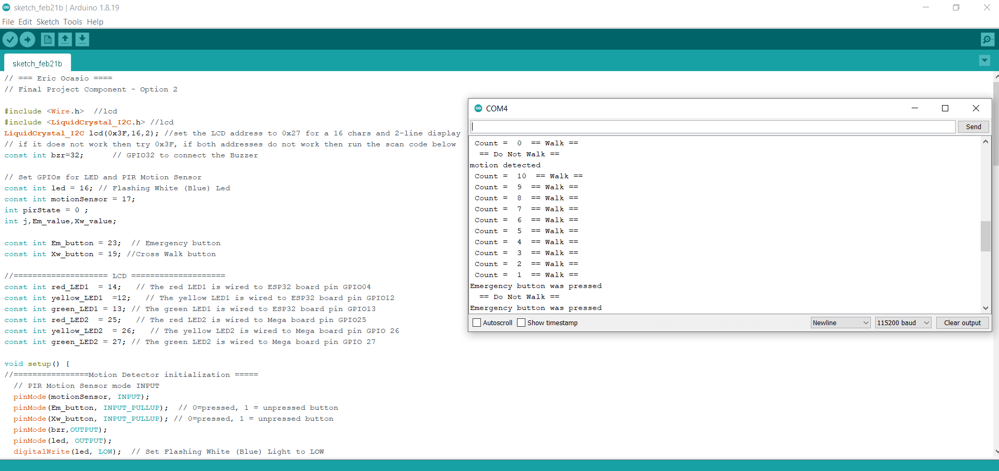 sketch_feb21b | Arduino 1.8.19
File Edit Sketch Tools Help
sketch_feb21b
// === Eric Ocasio ====
// Final Project Component - Option 2
#include <Wire.h>  //lcd
#include <LiquidCrystal_I2C.h> //lcd
LiquidCrystal_I2C lcd(0x3F,16,2); //set the LCD address to 0x27 for a 16 chars and 2-line display
// if it does not work then try 0x3F, if both addresses do not work then run the scan code below
const int bzr=32;      // GPIO32 to connect the Buzzer
// Set GPIOs for LED and PIR Motion Sensor
const int led = 16; // Flashing White (Blue) Led
const int motionSensor = 17;
int pirState = 0 ;
int j,Em_value,Xw_value;
const int Em_button = 23;  // Emergency button
const int Xw_button = 19; //Cross Walk button
//==================== LCD ====================
const int red_LED1  = 14;   // The red LED1 is wired to ESP32 board pin GPIO04
const int yellow_LED1  =12;   // The yellow LED1 is wired to ESP32 board pin GPIO12
const int green_LED1 = 13; // The green LED1 is wired to ESP32 board pin GPIO13
const int red_LED2  = 25;   // The red LED2 is wired to Mega board pin GPIO25
const int yellow_LED2  = 26;   // The yellow LED2 is wired to Mega board pin GPIO 26
const int green_LED2 = 27; // The green LED2 is wired to Mega board pin GPIO 27
void setup() {
//================Motion Detector initialization =====
// PIR Motion Sensor mode INPUT
pinMode(motionSensor, INPUT);
pinMode(Em_button, INPUT_PULLUP);  // 0=pressed, 1 = unpressed button
pinMode(Xw_button, INPUT_PULLUP); // 0=pressed, 1 = unpressed button
pinMode(bzr,OUTPUT);
pinMode(led, OUTPUT);
digitalWrite(led, LOW);  // Set Flashing White (Blue) Light to LOW
COM4
Send
Count =  0  == Walk ==
== Do Not Walk ==
motion detected
Count =  10  == Walk ==
Count =  9  == Walk ==
Count =  8  == Walk ==
Count =  7  == Walk ==
Count =  6  == Walk ==
Count =  5  == Walk ==
Count =  4  == Walk ==
Count =  3  == Walk ==
Count =  2  == Walk ==
Count =  1  == Walk ==
Emergency button was pressed
== Do Not Walk ==
Emergency button was pressed
Autoscroll Show timestamp Newline 115200 baud Clear output